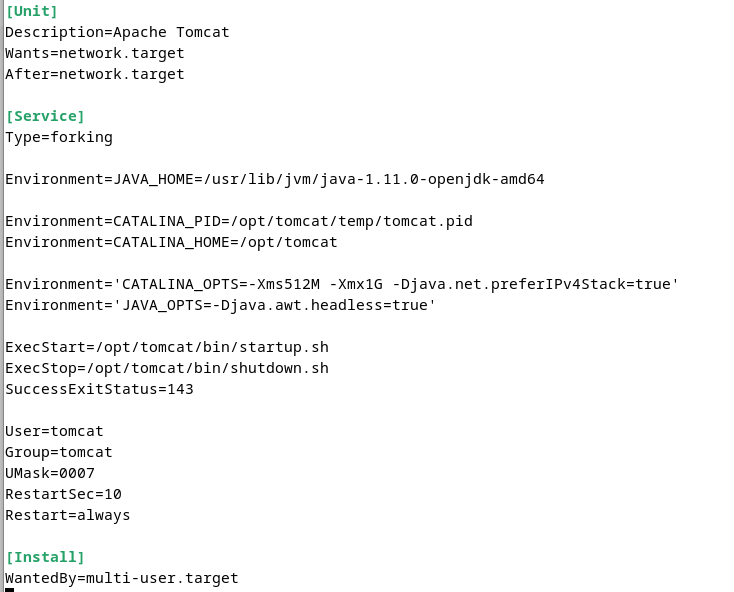 [Unit]
Description=Apache Tomcat
Wants=network.target
After=network.target
[Service]
Type=forking
Environment=JAVA_HOME=/usr/lib/jvm/java-1.11.0-openjdk-amd64
Environment=CATALINA_PID=/opt/tomcat/temp/tomcat.pid
Environment=CATALINA_HOME=/opt/tomcat
Environment='CATALINA_OPTS=-Xms512M -Xmx1G -Djava.net.preferIPv4Stack=true'
Environment='JAVA_OPTS=-Djava.awt.headless=true'
ExecStart=/opt/tomcat/bin/startup.sh
ExecStop=/opt/tomcat/bin/shutdown.sh
SuccessExitStatus=143
User=tomcat
Group=tomcat
UMask=0007
RestartSec=10
Restart=always
[Install]
WantedBy=multi-user.target